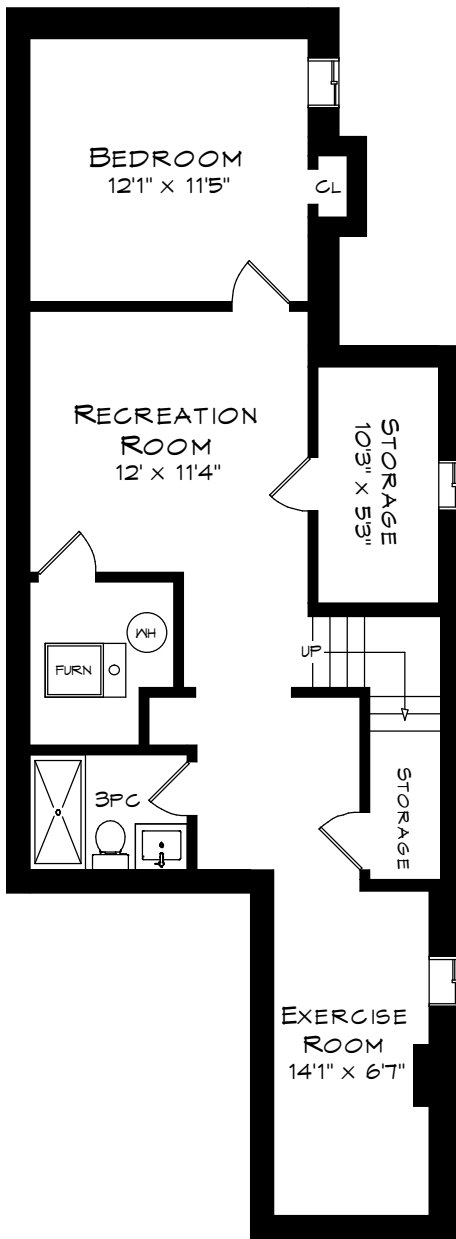 BEDROOM
12'1" x 11'5"
CL
RECREATION
ROOM
12' x 11'4"
STORAGE
10'3" x 5'3"
WH
FURN
UP
3PC
STORAGE
EXERCISE
ROOM
14'1" x 6'7"